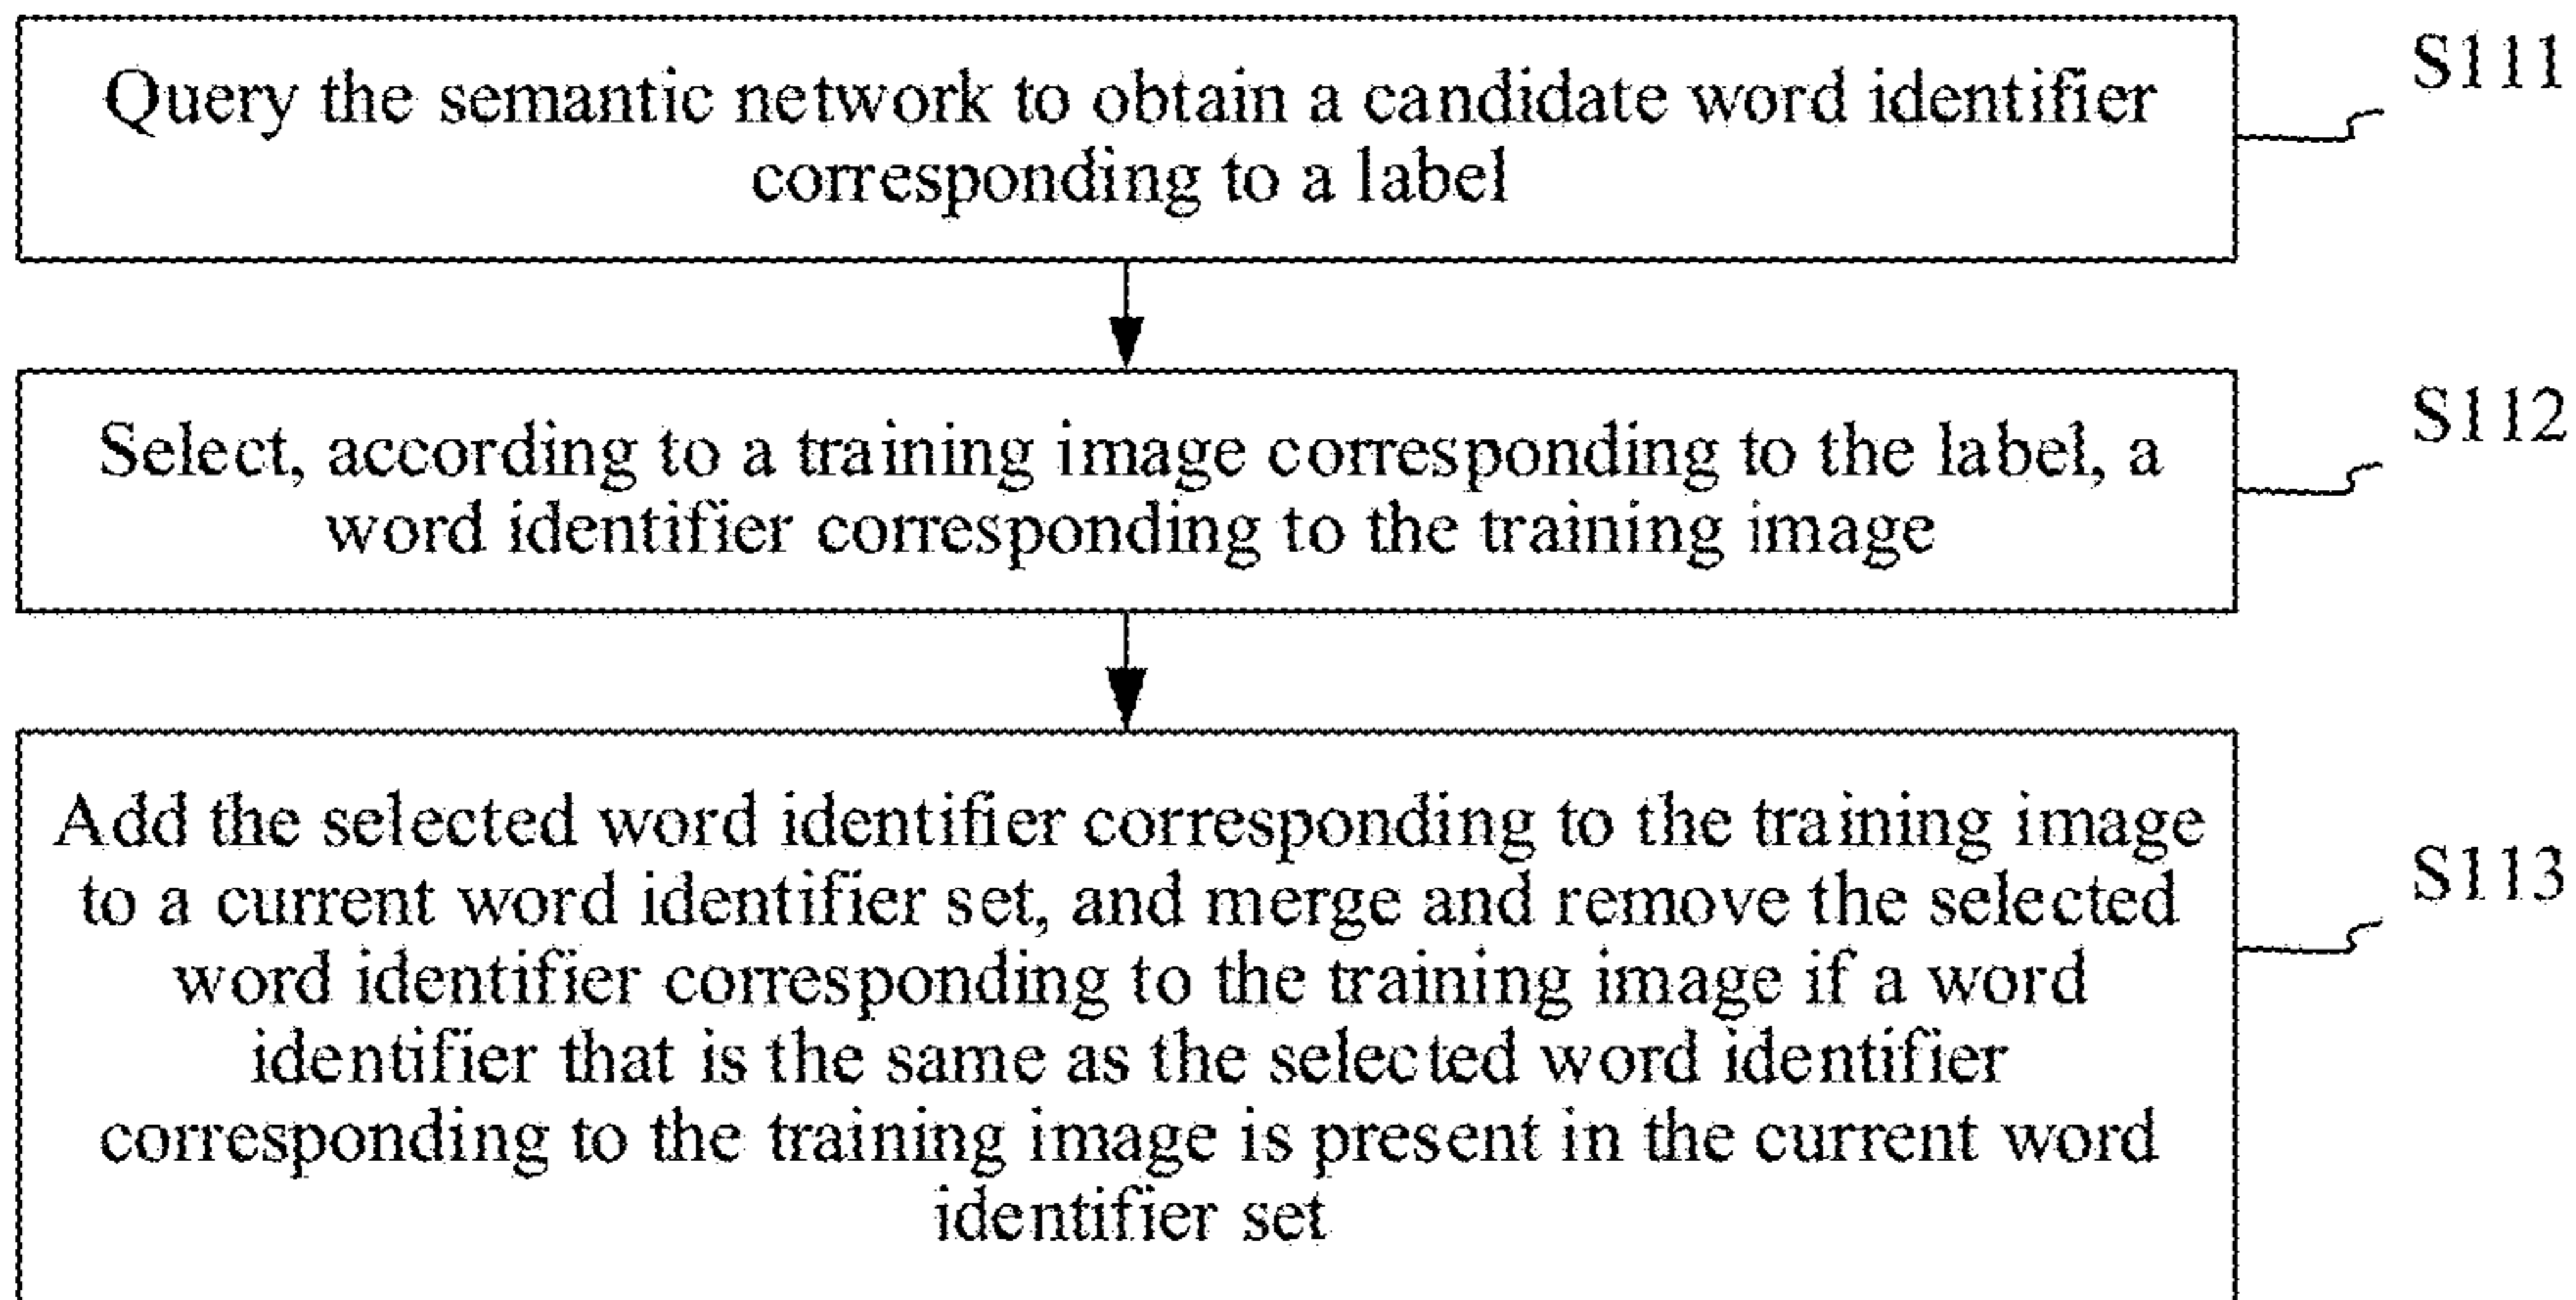 Query the semantic network to obtain a candidate word identifier
corresponding to a label
S111
Select, according to a training image corresponding to the label, a
word identifier corresponding to the training image
S112
Add the selected word identifier corresponding to the training image
to a current word identifier set, and merge and remove the selected
word identifier corresponding to the training image if a word
identifier that is the same as the selected word identifier
corresponding to the training image is present in the current word
identifier set
S113